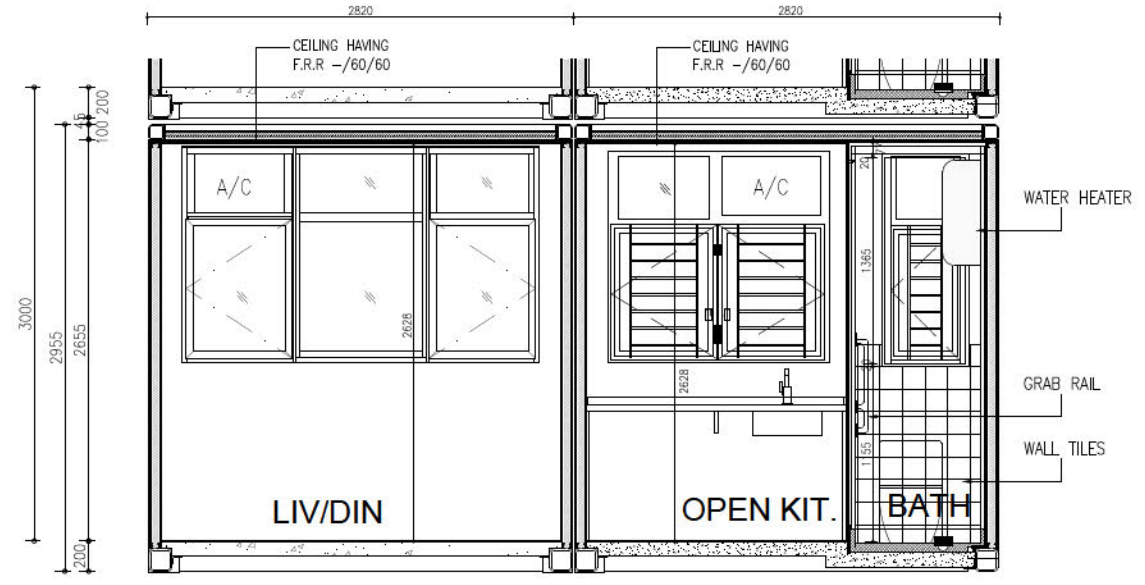 2820
2820
CEILING HAVING
F.R.R -/60/60
CEILING HAVING
F.R.R -/60/60
200
45
100
3000
2955
2655
200
A/C
2628
A/C
2628
20
1365
1155
WATER HEATER
GRAB RAIL
WALL TILES
LIV/DIN
OPEN KIT.
BATH